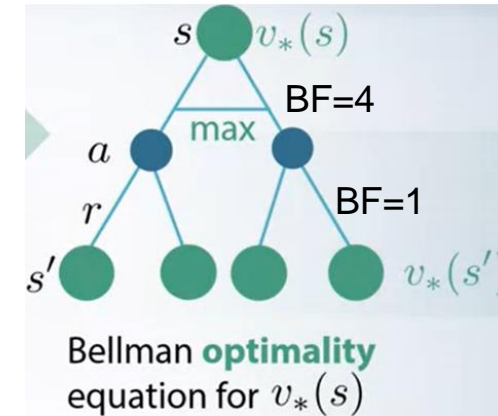 s v∗(s)
BF=4
max
a
r BF=1
s′ v∗(s′)
Bellman optimality
equation for v∗(s)